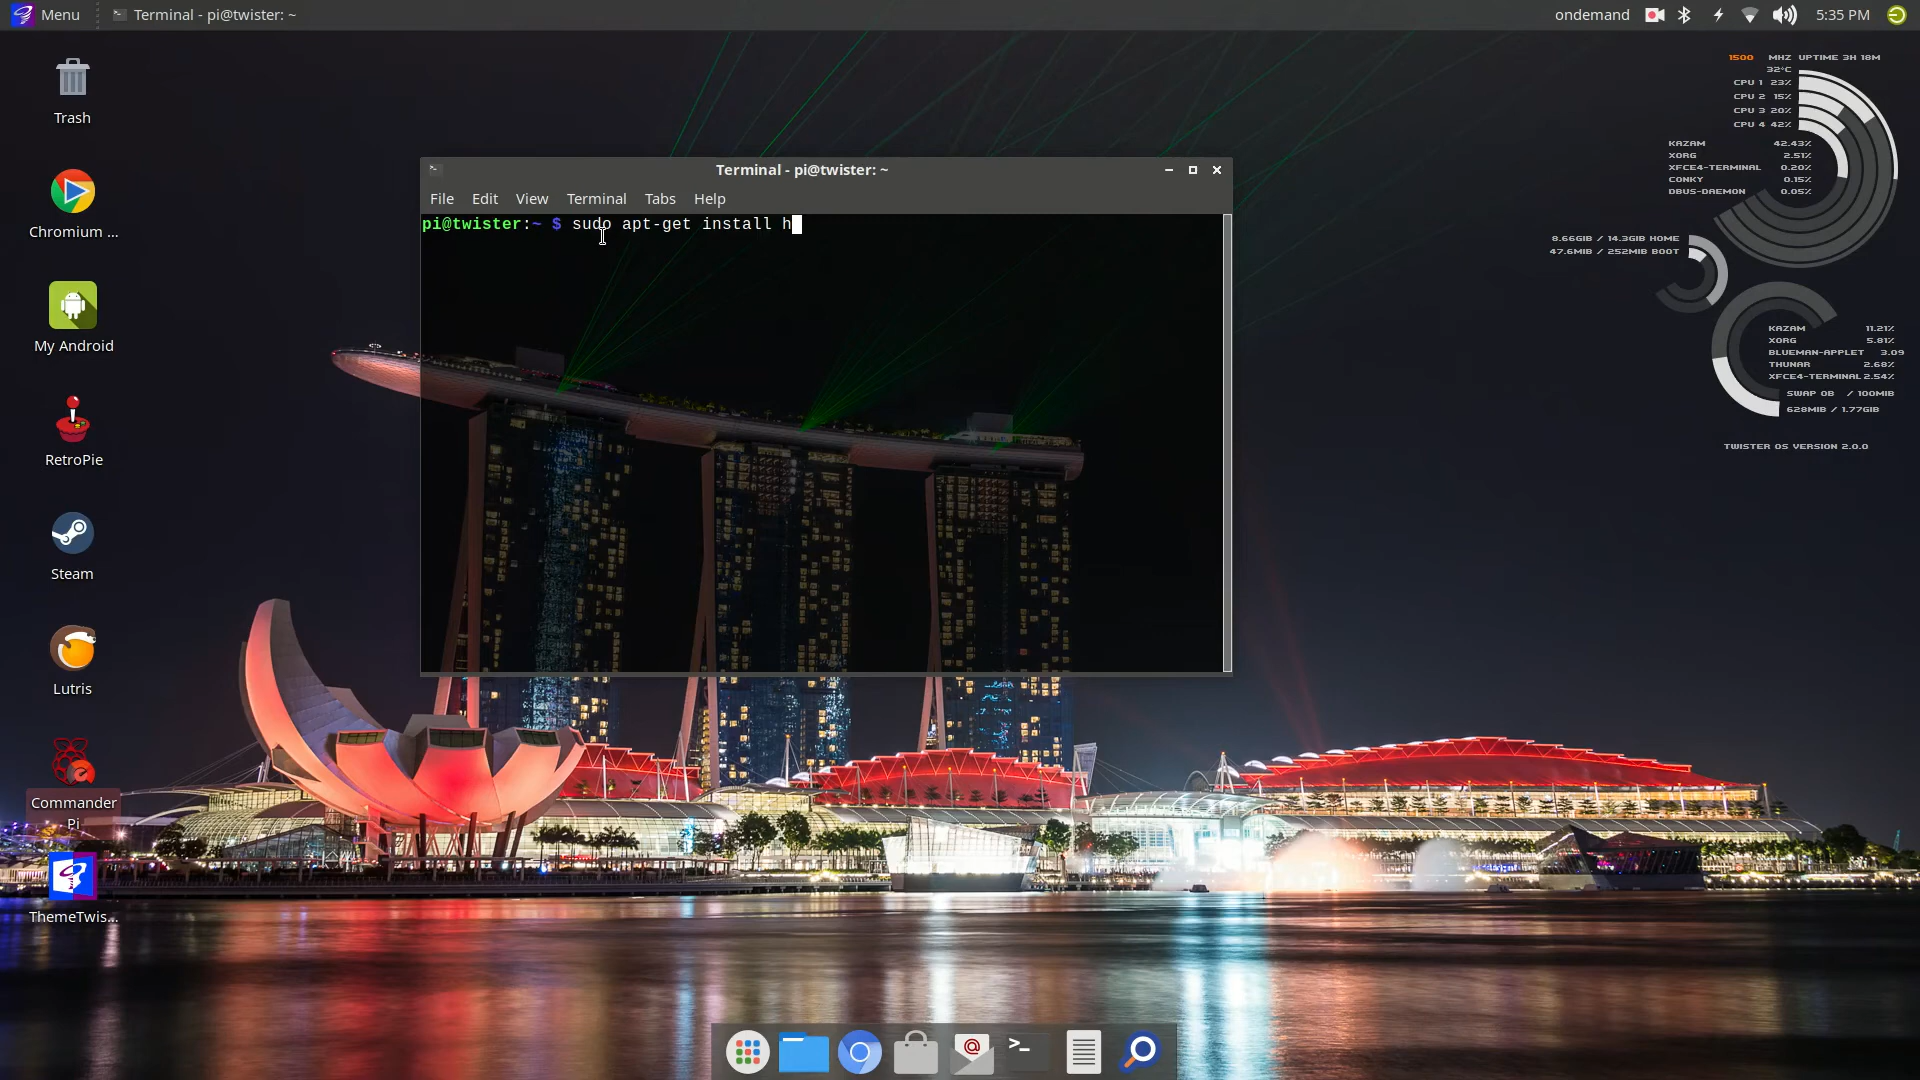 Menu
Terminal - pi@twister: ~
ondemand
5:35 PM
Trash
Chromium ...
My Android
RetroPie
Steam
Lutris
Commander
Pi
ThemeTwis...
Terminal - pi@twister: ~
File Edit View Terminal Tabs Help
pi@twister:~ $ sudo apt-get install h
1500 MHZ UPTIME 3H 18M
32°C
CPU 1 23%
CPU 2 15%
CPU 3 20%
CPU 4 42%
KAZAM 42.43%
XORG 2.51%
XFCE4-TERMINAL 0.20%
CONKY 0.15%
DBUS-DAEMON 0.05%
8.66GIB / 14.3GIB HOME
47.6MIB / 252MIB BOOT
KAZAM 11.21%
XORG 5.81%
BLUEMAN-APPLET 3.09
THUNAR 2.68%
XFCE4-TERMINAL 2.54%
SWAP 0B / 100MIB
628MIB / 1.77GIB
TWISTER OS VERSION 2.0.0